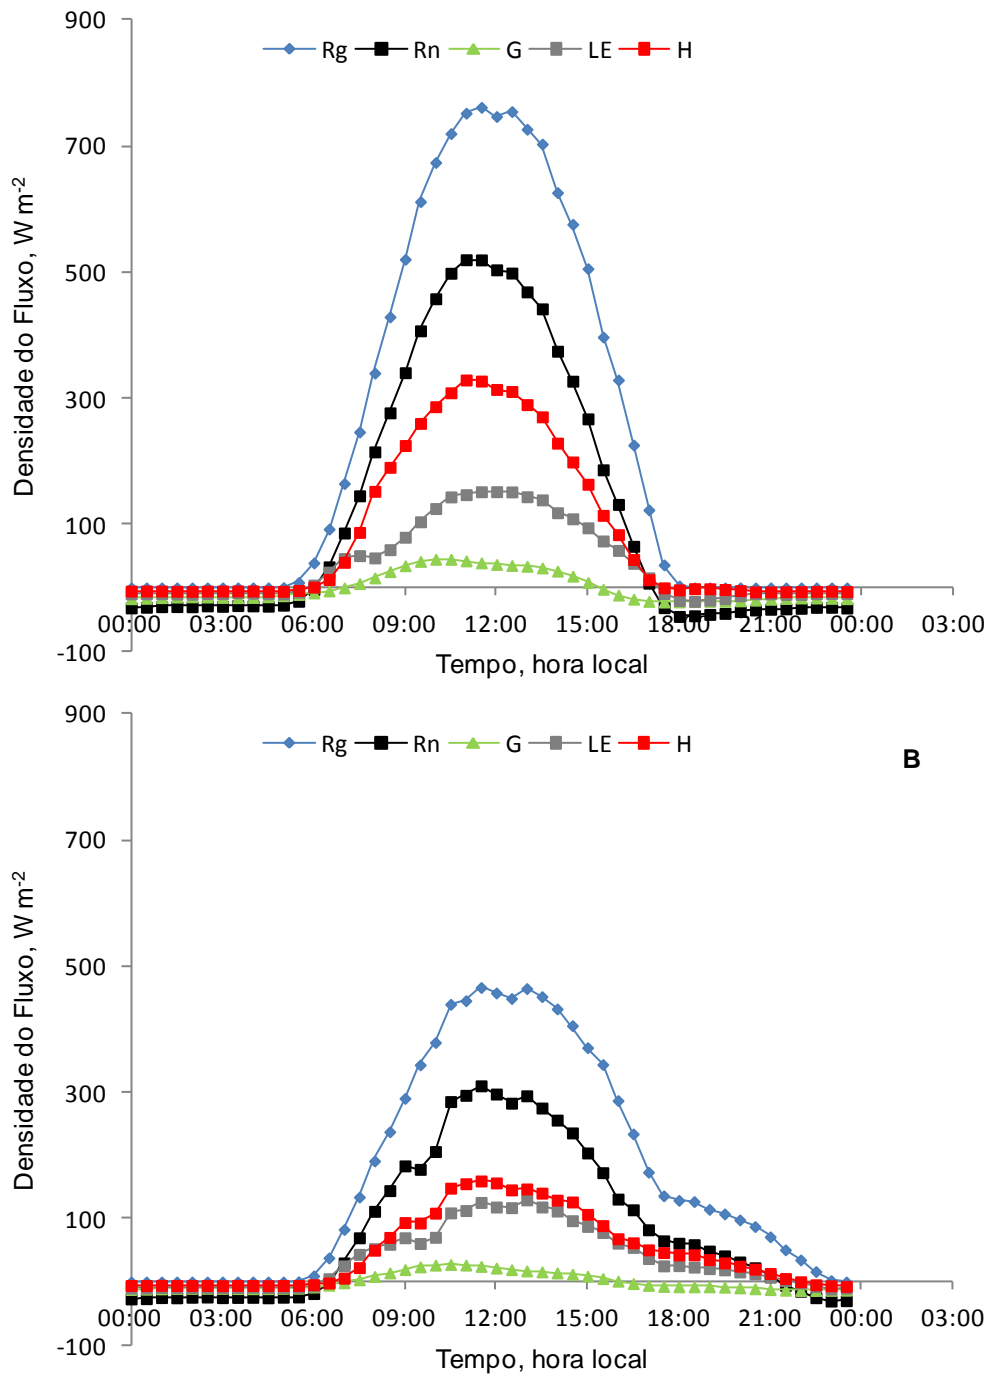 900
Rg Rn G LE H
700
500
300
100
-100
Densidade do Fluxo, W m-2
00:00 03:00 06:00 09:00 12:00 15:00 18:00 21:00 00:00 03:00
Tempo, hora local
900
Rg Rn G LE H
B
700
500
300
100
-100
Densidade do Fluxo, W m-2
00:00 03:00 06:00 09:00 12:00 15:00 18:00 21:00 00:00 03:00
Tempo, hora local